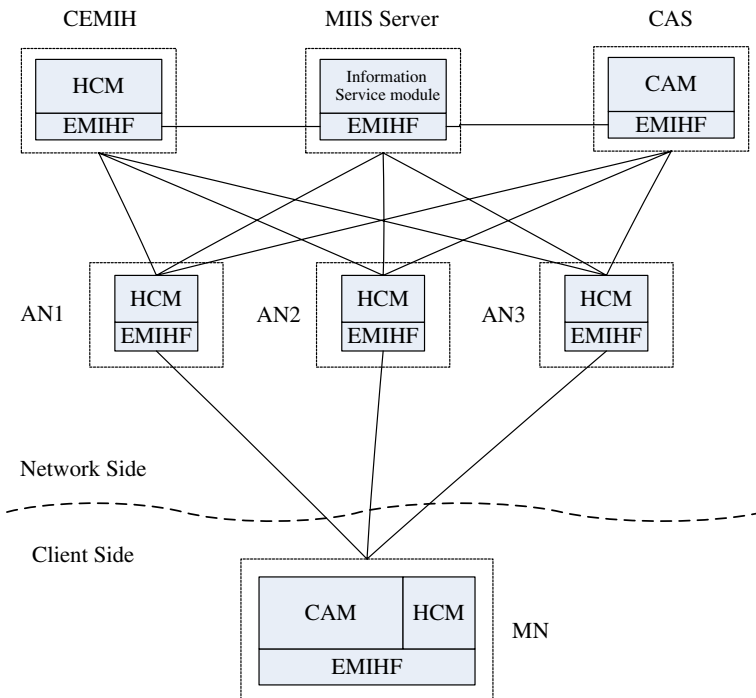 CEMIH
MIIS Server
CAS
HCM
Information
Service module
CAM
EMIHF
EMIHF
EMIHF
AN1
HCM
EMIHF
AN2
HCM
EMIHF
AN3
HCM
EMIHF
Network Side
Client Side
CAM
HCM
EMIHF
MN